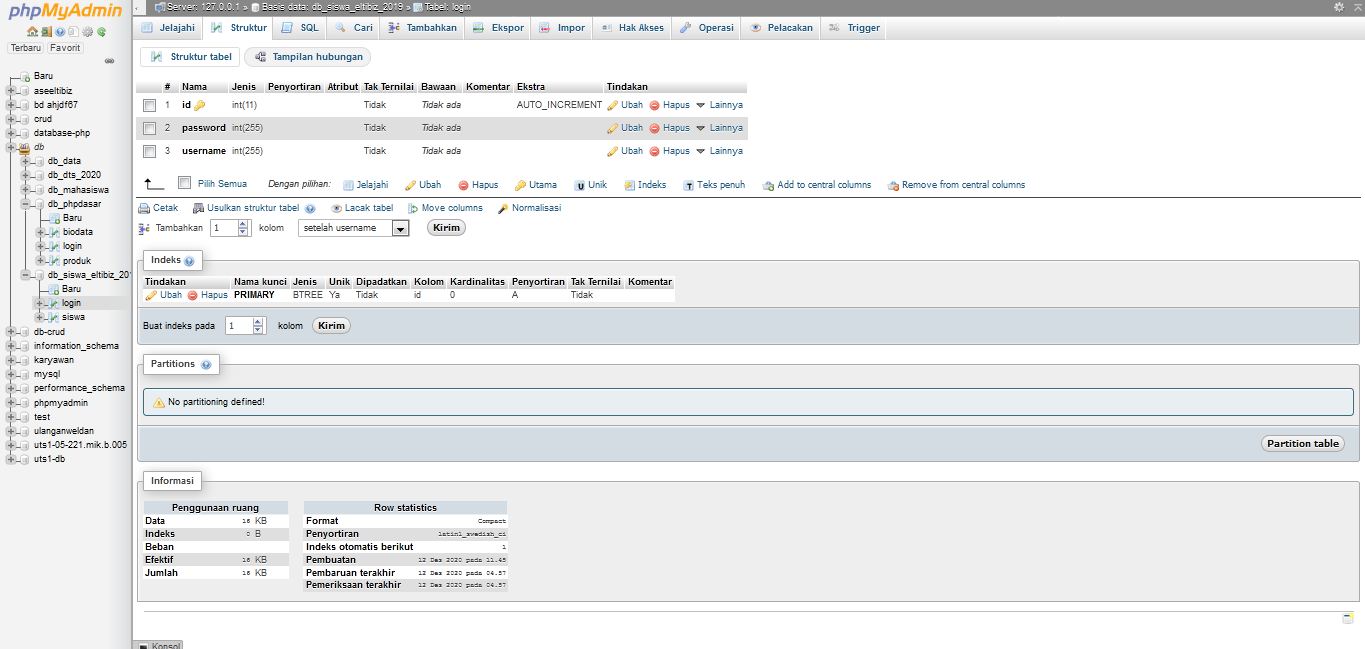 phpMyAdmin
Server: 127.0.0.1 » Basis data: db_siswa_eltibiz_2019 » Tabel: login
Jelajahi Struktur SQL Cari Tambahkan Ekspor Impor Hak Akses Operasi Pelacakan Trigger
Struktur tabel Tampilan hubungan
Terbaru Favorit
Baru
aseeltibiz
bd ahjdf67
crud
database-php
db
db_data
db_dts_2020
db_mahasiswa
db_phpdasar
Baru
biodata
login
produk
db_siswa_eltibiz_201
Baru
login
siswa
db-crud
information_schema
karyawan
mysql
performance_schema
phpmyadmin
test
ulanganweldan
uts1-05-221.mik.b.005
uts1-db
# Nama Jenis Penyortiran Atribut Tak Ternilai Bawaan Komentar Ekstra Tindakan
1 id int(11) Tidak Tidak ada AUTO_INCREMENT Ubah Hapus Lainnya
2 password int(255) Tidak Tidak ada Ubah Hapus Lainnya
3 username int(255) Tidak Tidak ada Ubah Hapus Lainnya
Pilih Semua Dengan pilihan: Jelajahi Ubah Hapus Utama Unik Indeks Teks penuh Add to central columns Remove from central columns
Cetak Usulkan struktur tabel Lacak tabel Move columns Normalisasi
Tambahkan 1 kolom setelah username Kirim
Indeks
Tindakan Nama kunci Jenis Unik Dipadatkan Kolom Kardinalitas Penyortiran Tak Ternilai Komentar
Ubah Hapus PRIMARY BTREE Ya Tidak id 0 A Tidak
Buat indeks pada 1 kolom Kirim
Partitions
No partitioning defined!
Partition table
Informasi
Penggunaan ruang
Data 16 KB
Indeks 0 B
Beban
Efektif 16 KB
Jumlah 16 KB
Row statistics
Format Compact
Penyortiran latin1_swedish_ci
Indeks otomatis berikut 1
Pembuatan 12 Des 2020 pada 11.45
Pembaruan terakhir 12 Des 2020 pada 04.57
Pemeriksaan terakhir 12 Des 2020 pada 04.57
Konsol